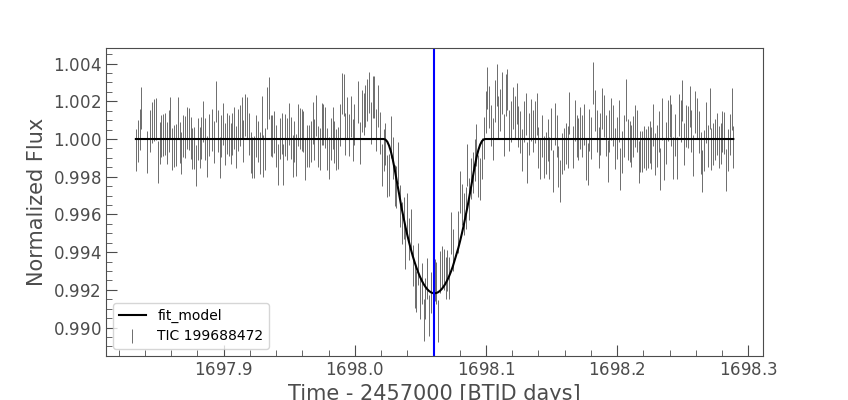 1.004
1.002
1.000
0.998
0.996
0.994
0.992
0.990
Normalized Flux
fit_model
TIC 199688472
1697.9 1698.0 1698.1 1698.2 1698.3
Time - 2457000 [BTJD days]